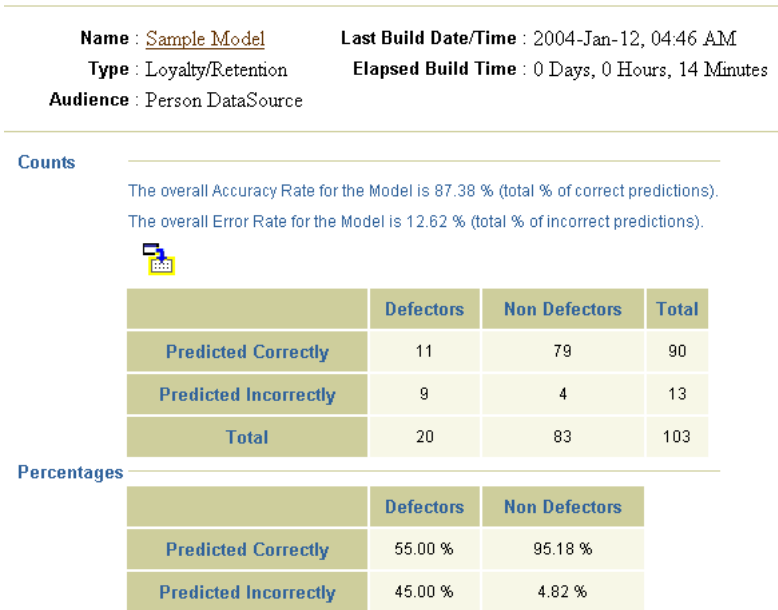 Name : Sample Model Last Build Date/Time : 2004-Jan-12, 04:46 AM
Type : Loyalty/Retention Elapsed Build Time : 0 Days, 0 Hours, 14 Minutes
Audience : Person DataSource
Counts
The overall Accuracy Rate for the Model is 87.38 % (total % of correct predictions).
The overall Error Rate for the Model is 12.62 % (total % of incorrect predictions).
Defectors Non Defectors Total
Predicted Correctly 11 79 90
Predicted Incorrectly 9 4 13
Total 20 83 103
Percentages
Defectors Non Defectors
Predicted Correctly 55.00 % 95.18 %
Predicted Incorrectly 45.00 % 4.82 %